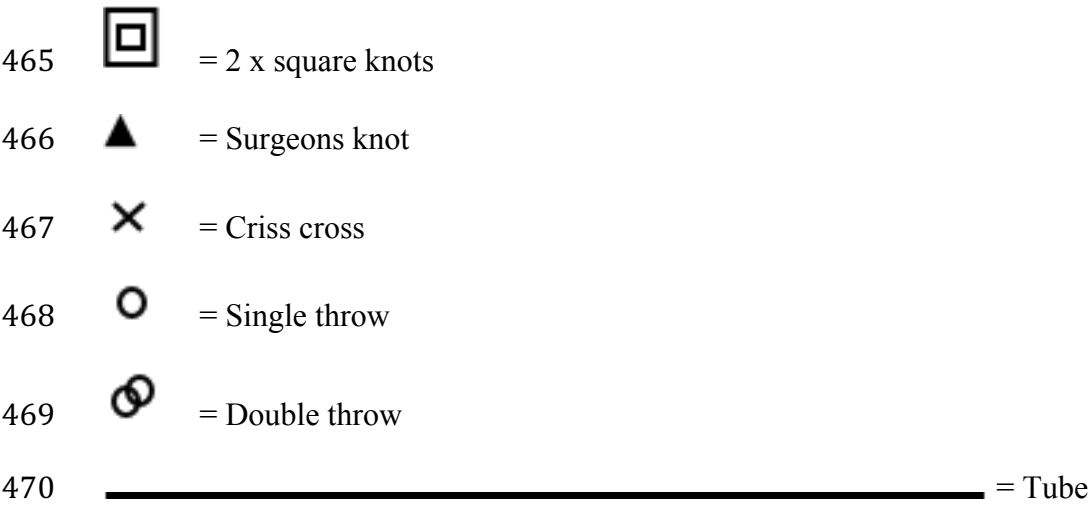 465 = 2 x square knots
466 = Surgeons knot
467 = Criss cross
468 = Single throw
469 = Double throw
470 = Tube